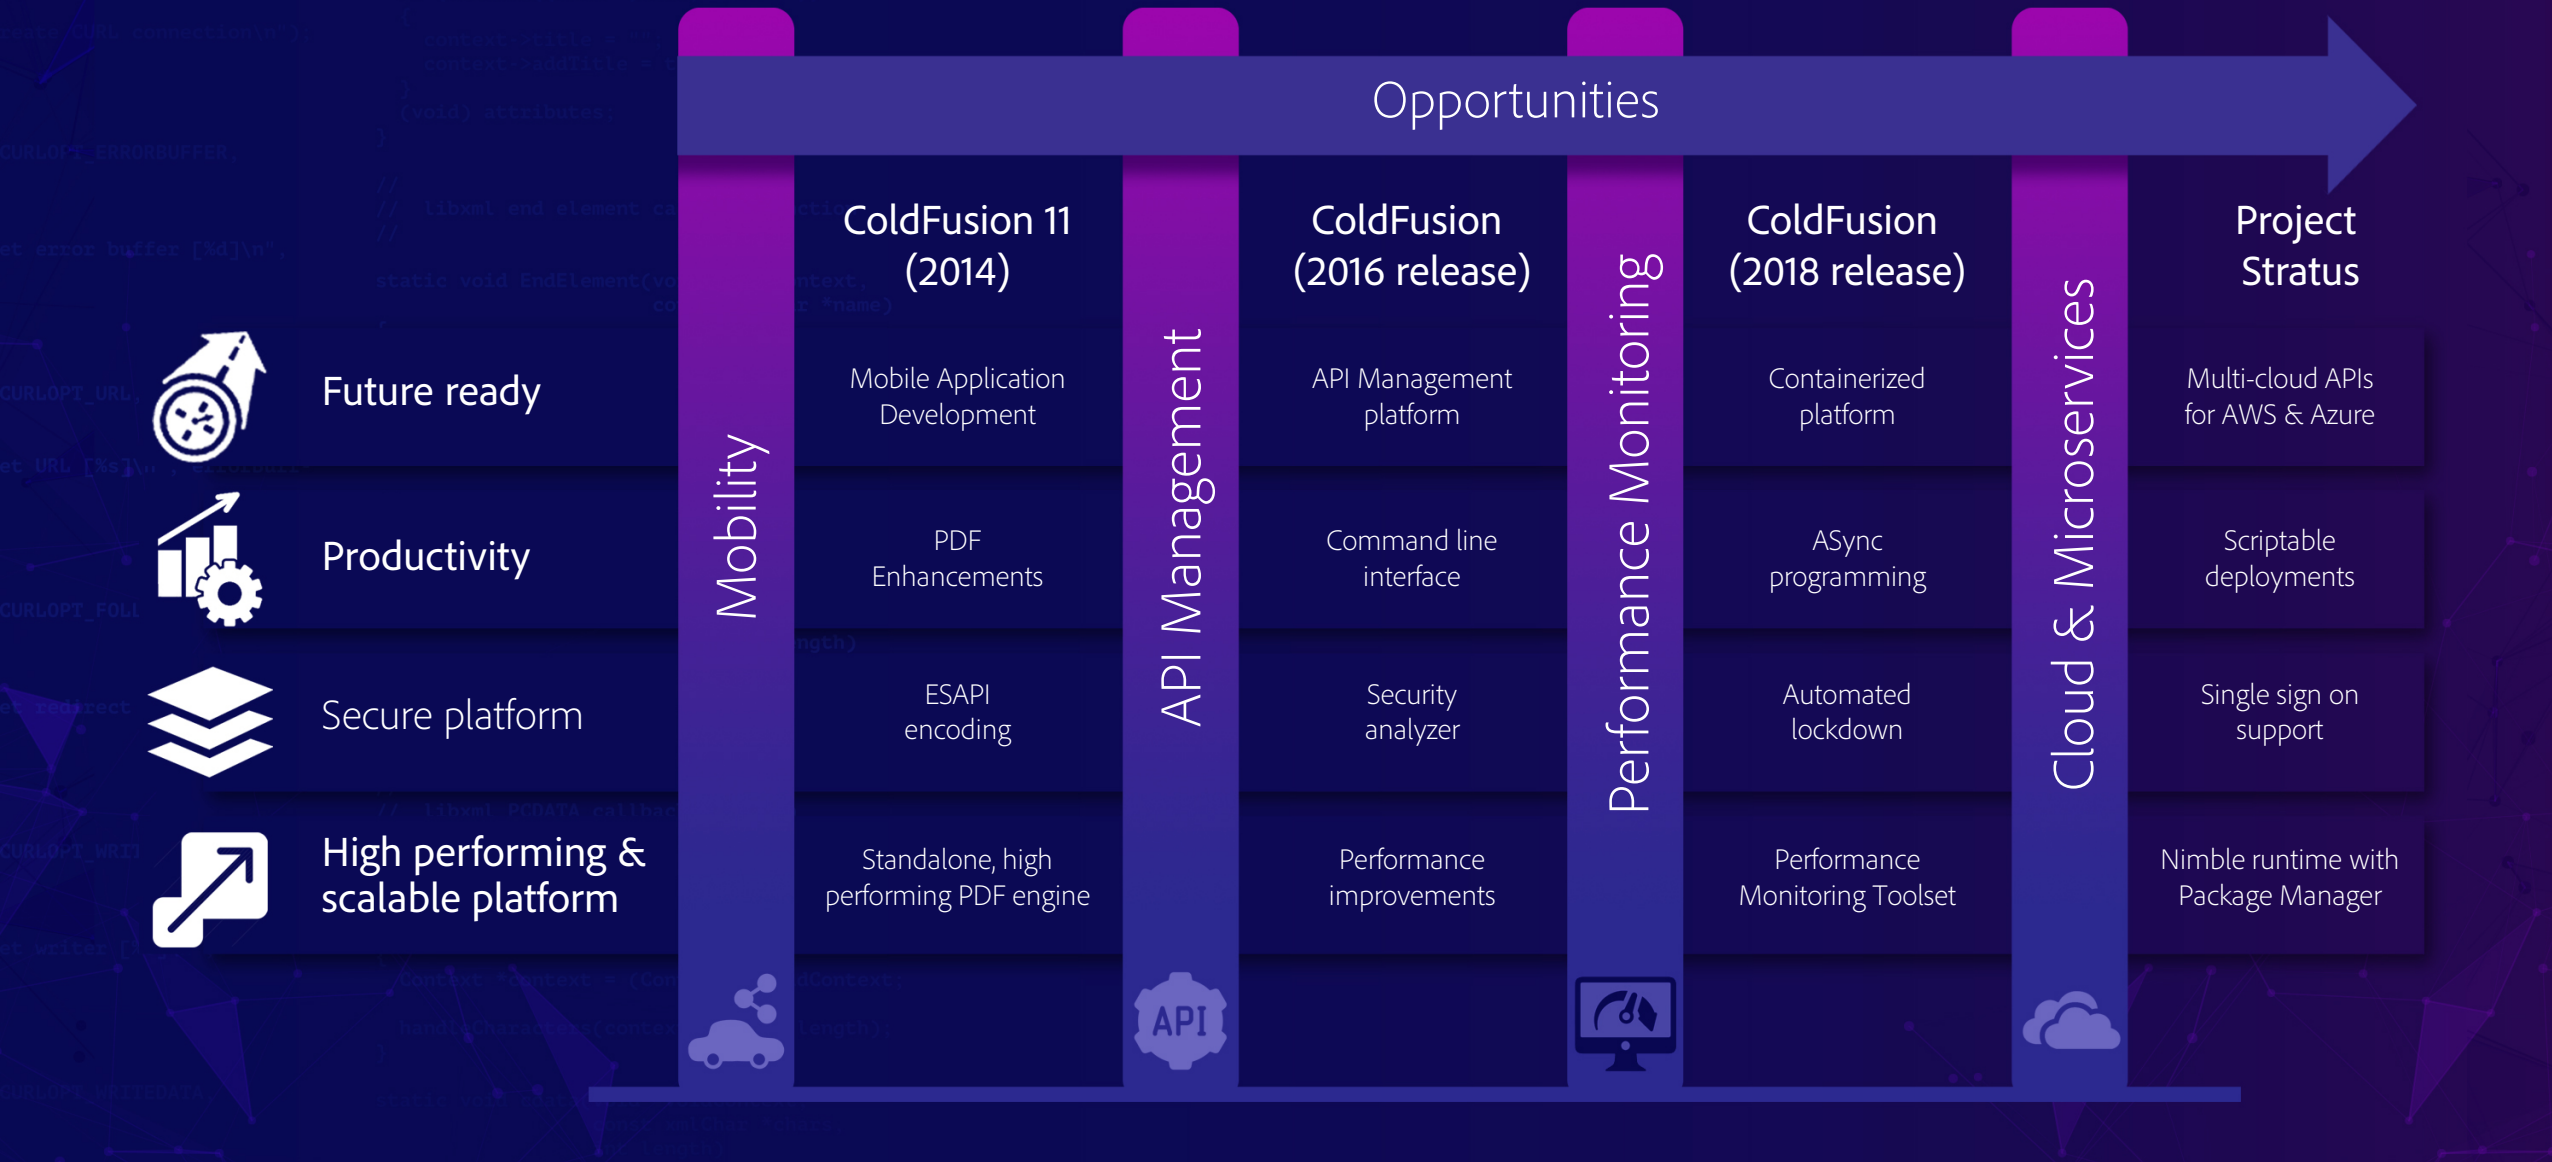 Opportunities
ColdFusion 11
(2014)
ColdFusion
(2016 release)
ColdFusion
(2018 release)
Project
Stratus
Mobility
API Management
Performance Monitoring
Cloud & Microservices
Future ready
Mobile Application
Development
API Management
platform
Containerized
platform
Multi-cloud APIs
for AWS & Azure
Productivity
PDF
Enhancements
Command line
interface
ASync
programming
Scriptable
deployments
Secure platform
ESAPI
encoding
Security
analyzer
Automated
lockdown
Single sign on
support
High performing &
scalable platform
Standalone, high
performing PDF engine
Performance
improvements
Performance
Monitoring Toolset
Nimble runtime with
Package Manager
API